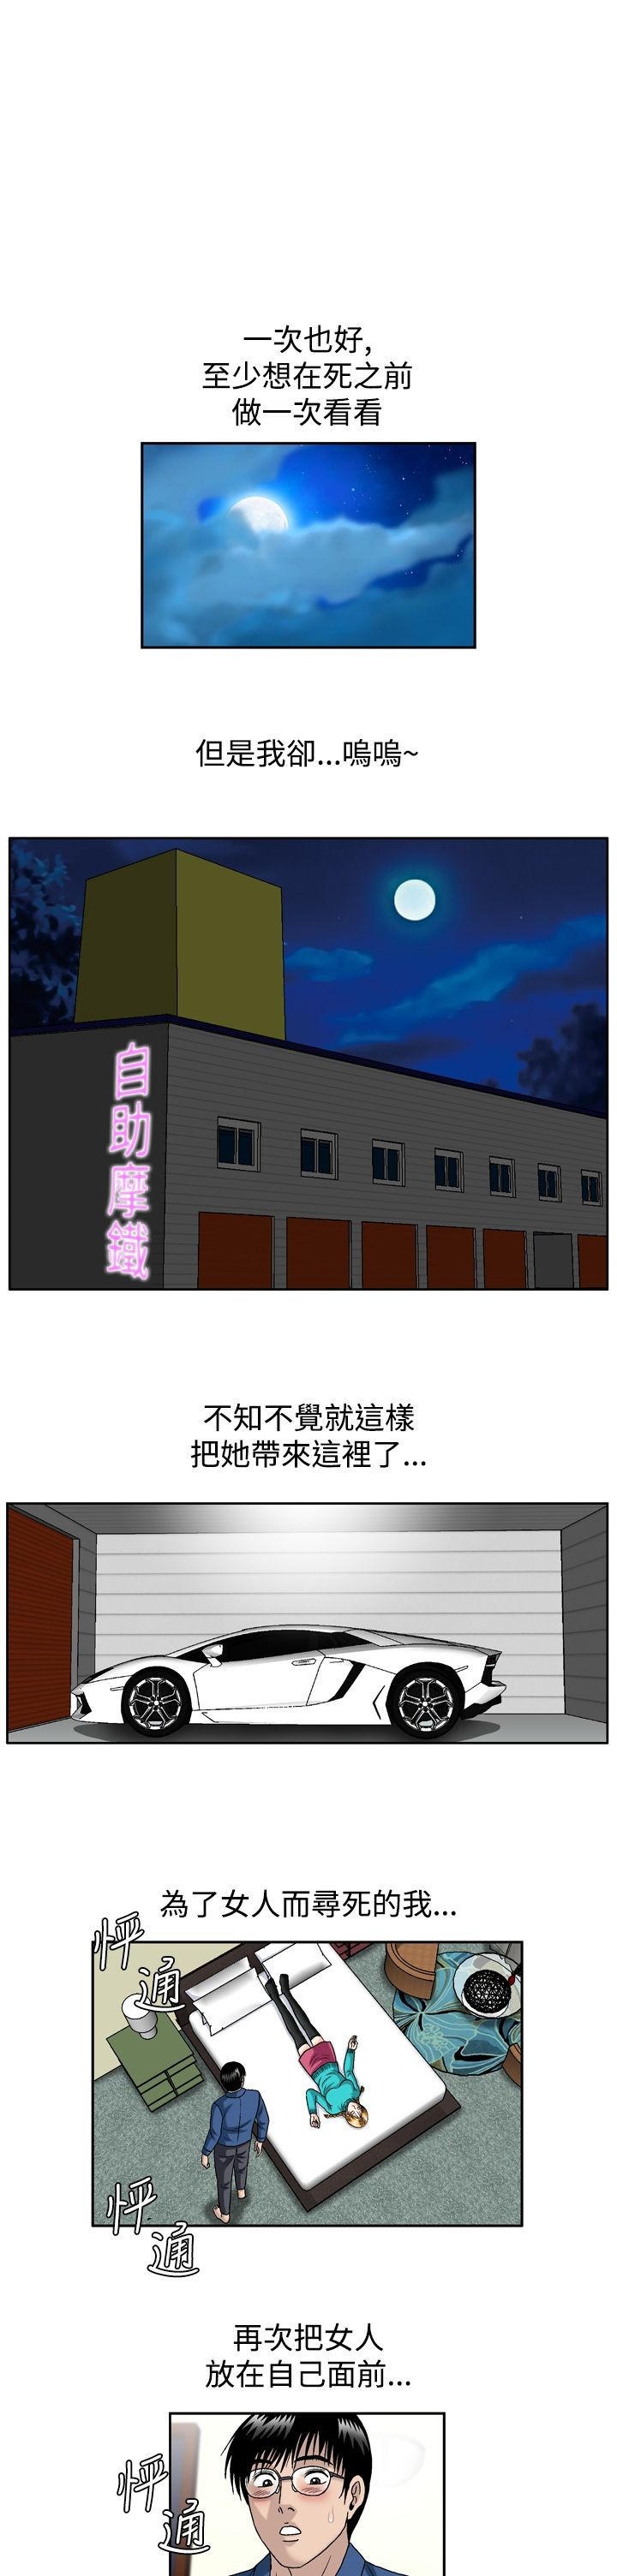 一次也好,
至少想在死之前
做一次看看
但是我卻...嗚嗚~
自助摩鐵
不知不覺就這樣
把她帶來這裡了...
為了女人而尋死的我...
怦通
怦通
再次把女人
放在自己面前...
怦通